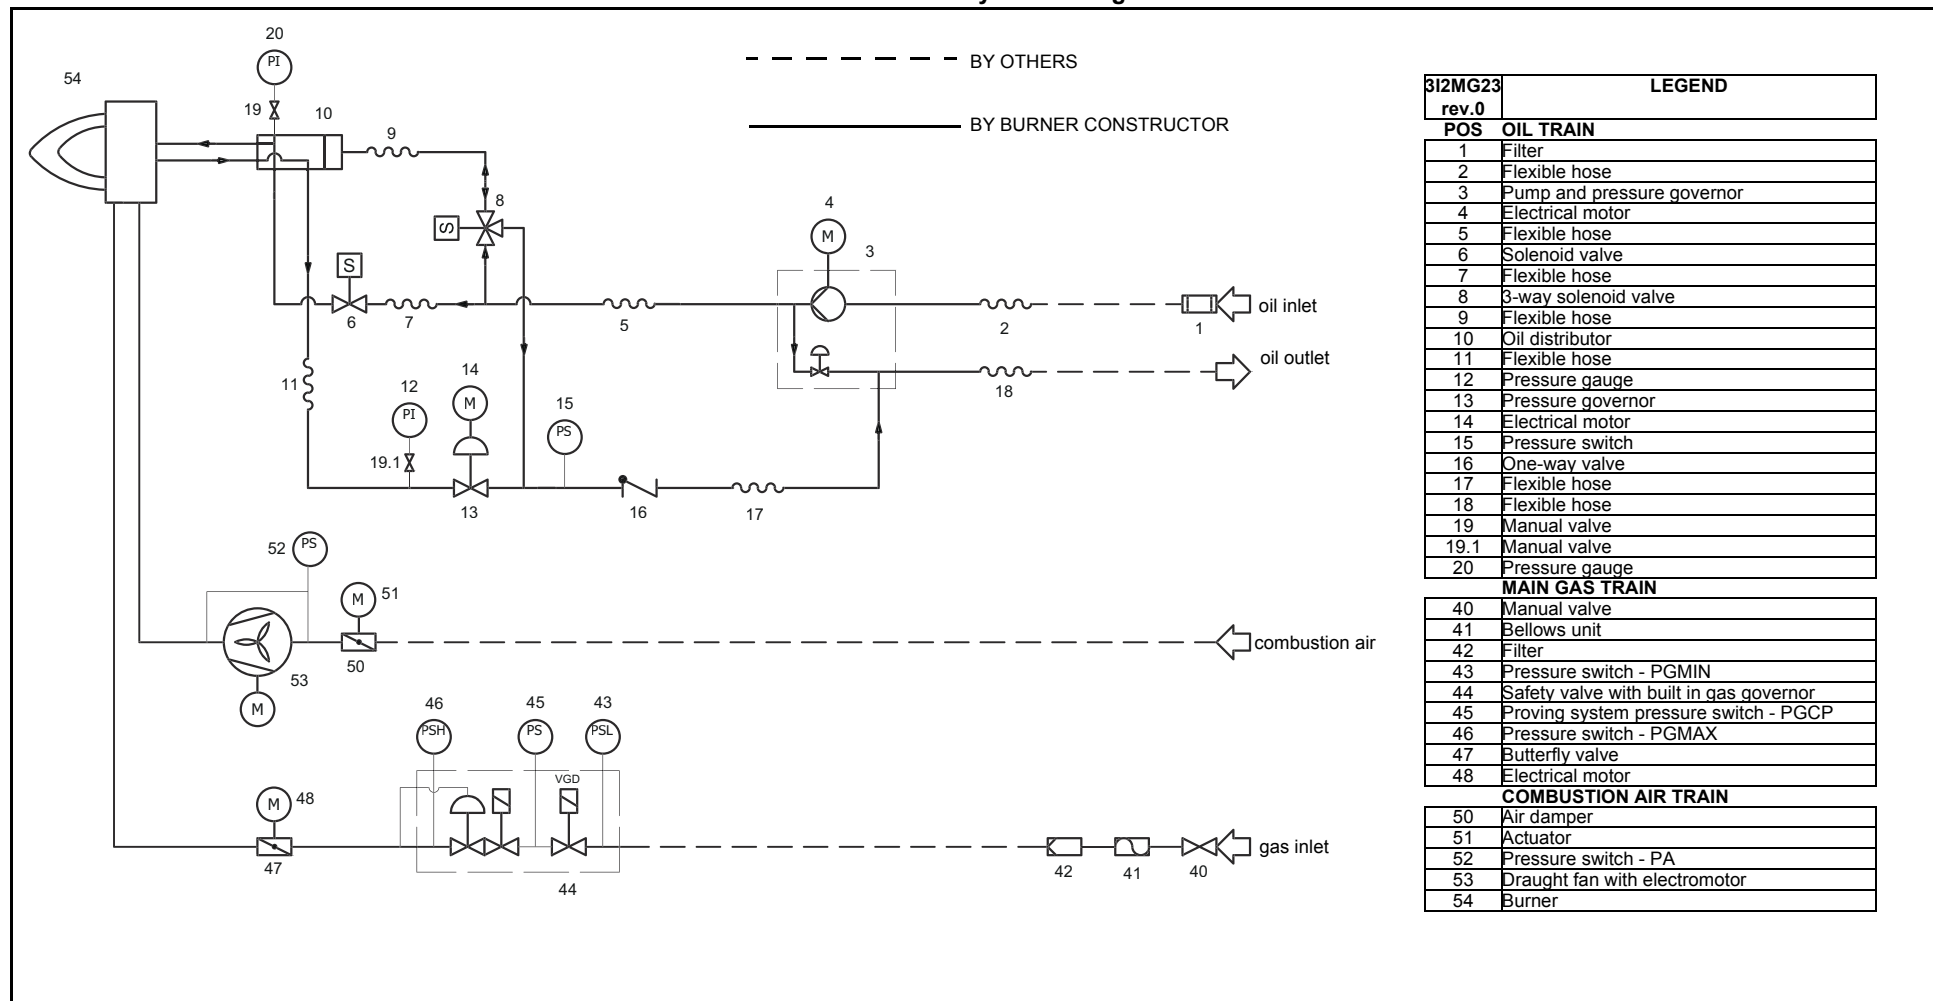 20
PI
54
19
10
9
BY OTHERS
BY BURNER CONSTRUCTOR
8
S
4
M
3
S
6
7
5
2
1
oil inlet
oil outlet
18
11
12
PI
14
M
15
PS
19.1
13
16
17
52
PS
M
51
50
combustion air
53
M
46
PSH
45
PS
43
PSL
VGD
M
48
47
44
42
41
40
gas inlet
3I2MG23 LEGEND
rev.0
POS OIL TRAIN
1 Filter
2 Flexible hose
3 Pump and pressure governor
4 Electrical motor
5 Flexible hose
6 Solenoid valve
7 Flexible hose
8 3-way solenoid valve
9 Flexible hose
10 Oil distributor
11 Flexible hose
12 Pressure gauge
13 Pressure governor
14 Electrical motor
15 Pressure switch
16 One-way valve
17 Flexible hose
18 Flexible hose
19 Manual valve
19.1 Manual valve
20 Pressure gauge
MAIN GAS TRAIN
40 Manual valve
41 Bellows unit
42 Filter
43 Pressure switch - PGMIN
44 Safety valve with built in gas governor
45 Proving system pressure switch - PGCP
46 Pressure switch - PGMAX
47 Butterfly valve
48 Electrical motor
COMBUSTION AIR TRAIN
50 Air damper
51 Actuator
52 Pressure switch - PA
53 Draught fan with electromotor
54 Burner